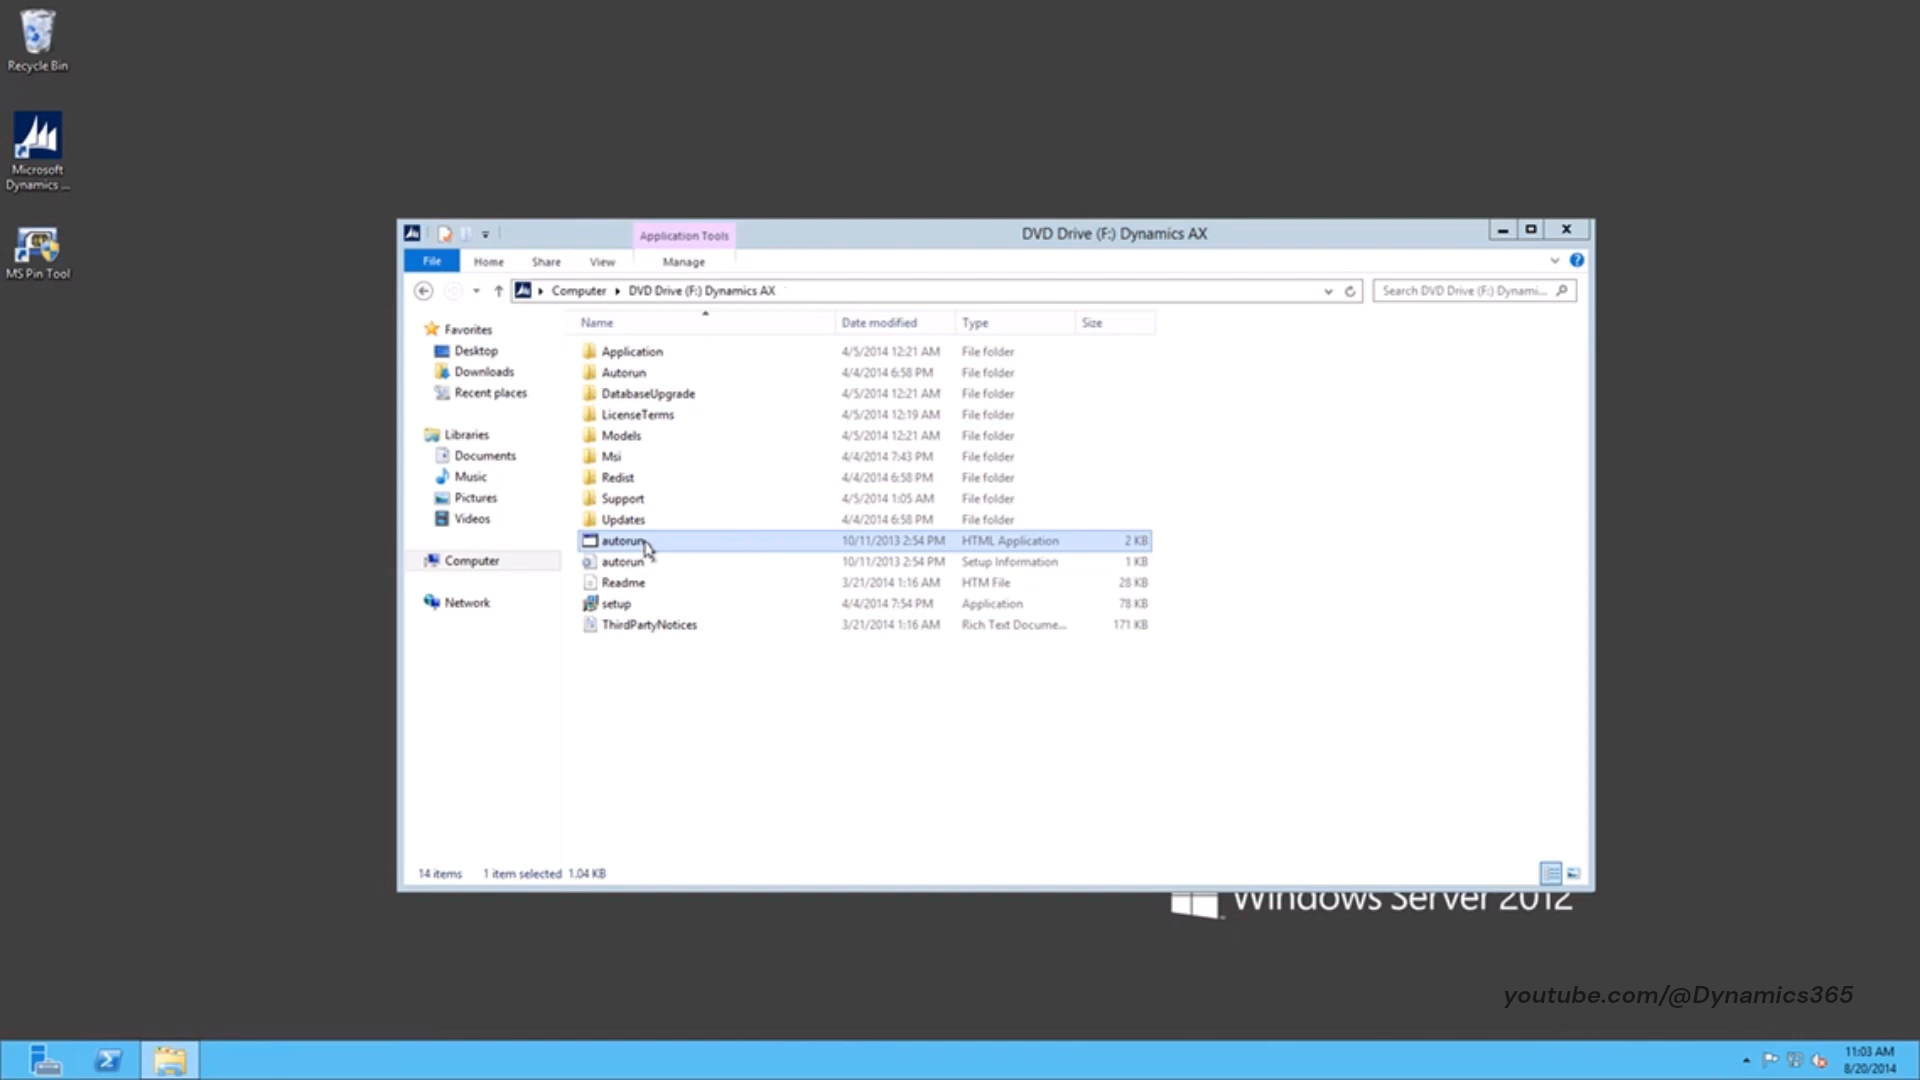 Recycle Bin
Microsoft
Dynamics ...
MS Pin Tool
Application Tools
DVD Drive (F:) Dynamics AX
File Home Share View Manage
Computer DVD Drive (F:) Dynamics AX
Search DVD Drive (F:) Dynami...
Name Date modified Type Size
Favorites
Desktop
Downloads
Recent places
Libraries
Documents
Music
Pictures
Videos
Computer
Network
Application 4/5/2014 12:21 AM File folder
Autorun 4/4/2014 6:58 PM File folder
DatabaseUpgrade 4/5/2014 12:21 AM File folder
LicenseTerms 4/5/2014 12:19 AM File folder
Models 4/5/2014 12:21 AM File folder
Msi 4/4/2014 7:43 PM File folder
Redist 4/4/2014 6:58 PM File folder
Support 4/5/2014 1:05 AM File folder
Updates 4/4/2014 6:58 PM File folder
autorun 10/11/2013 2:54 PM HTML Application 2 KB
autorun 10/11/2013 2:54 PM Setup Information 1 KB
Readme 3/21/2014 1:16 AM HTM File 28 KB
setup 4/4/2014 7:54 PM Application 78 KB
ThirdPartyNotices 3/21/2014 1:16 AM Rich Text Docume... 171 KB
14 items 1 item selected 1.04 KB
Windows Server 2012
youtube.com/@Dynamics365
11:03 AM
8/20/2014